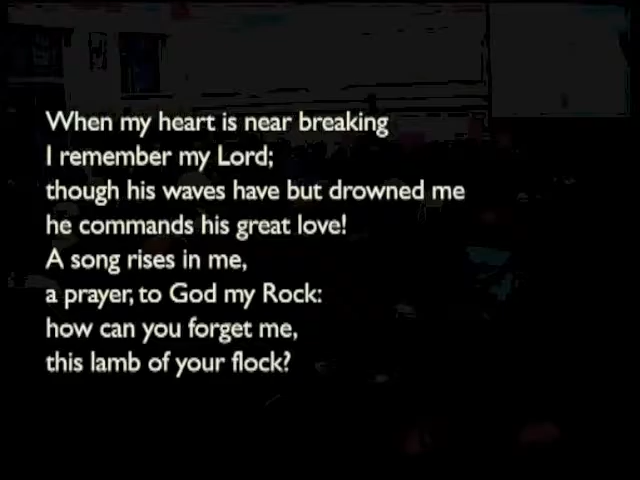 When my heart is near breaking
I remember my Lord;
though his waves have but drowned me
he commands his great love!
A song rises in me,
a prayer, to God my Rock:
how can you forget me,
this lamb of your flock?